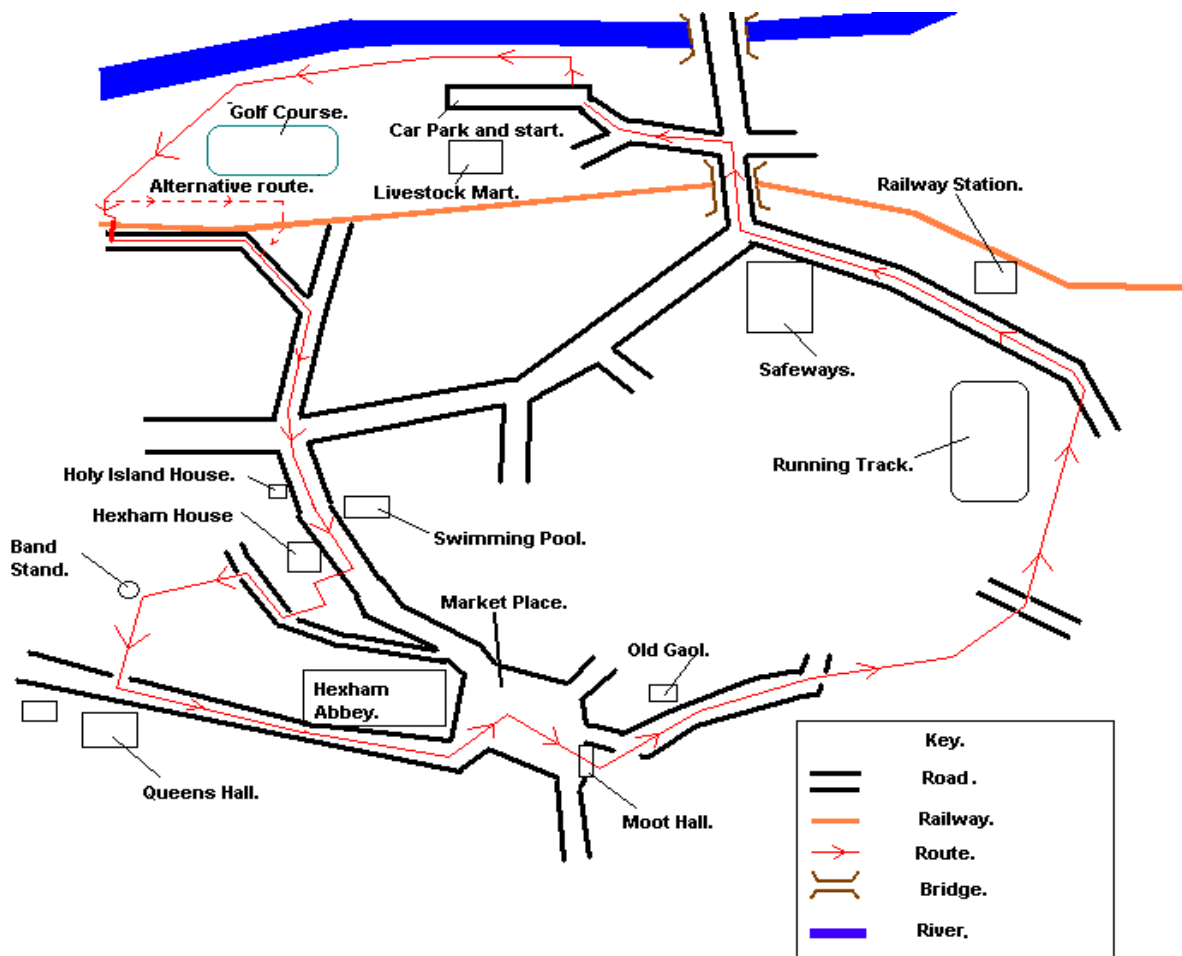 Golf Course.
Car Park and start.
Alternative route.
Livestock Mart.
Railway Station.
Safeways.
Running Track.
Holy Island House.
Hexham House
Swimming Pool.
Band
Stand.
Market Place.
Old Gaol.
Hexham
Abbey.
Queens Hall.
Moot Hall.
Key.
Road .
Railway.
Route.
Bridge.
River.